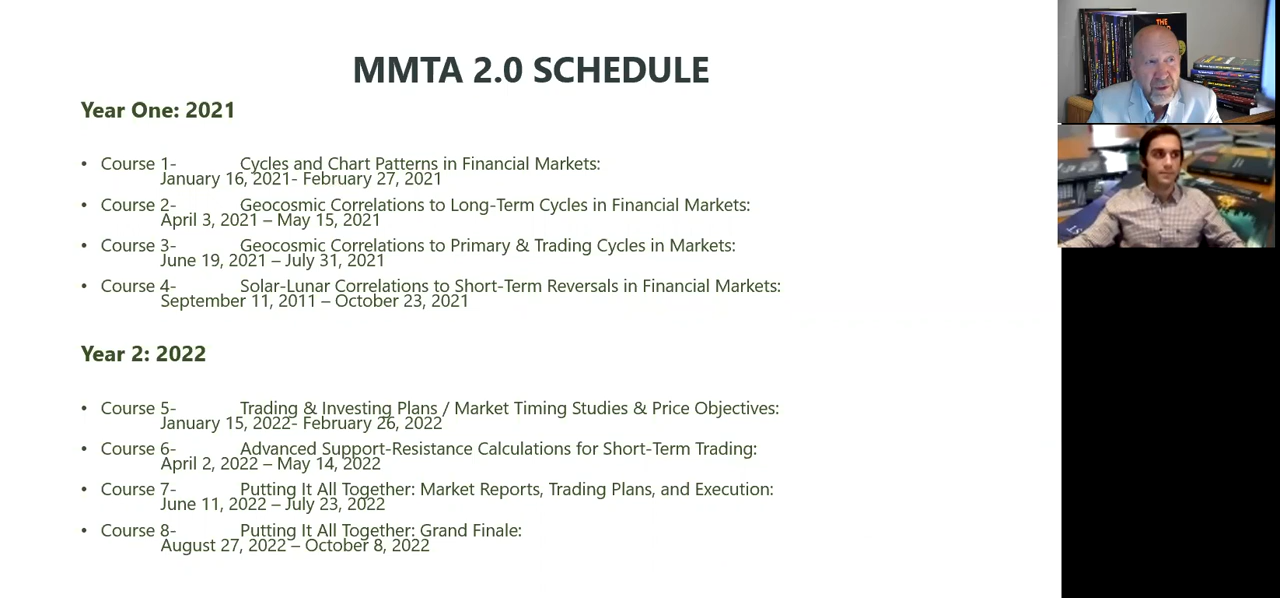 MMTA 2.0 SCHEDULE
Year One: 2021
• Course 1- Cycles and Chart Patterns in Financial Markets:
January 16, 2021- February 27, 2021
• Course 2- Geocosmic Correlations to Long-Term Cycles in Financial Markets:
April 3, 2021 – May 15, 2021
• Course 3- Geocosmic Correlations to Primary & Trading Cycles in Markets:
June 19, 2021 – July 31, 2021
• Course 4- Solar-Lunar Correlations to Short-Term Reversals in Financial Markets:
September 11, 2011 – October 23, 2021
Year 2: 2022
• Course 5- Trading & Investing Plans / Market Timing Studies & Price Objectives:
January 15, 2022- February 26, 2022
• Course 6- Advanced Support-Resistance Calculations for Short-Term Trading:
April 2, 2022 – May 14, 2022
• Course 7- Putting It All Together: Market Reports, Trading Plans, and Execution:
June 11, 2022 – July 23, 2022
• Course 8- Putting It All Together: Grand Finale:
August 27, 2022 – October 8, 2022
THE